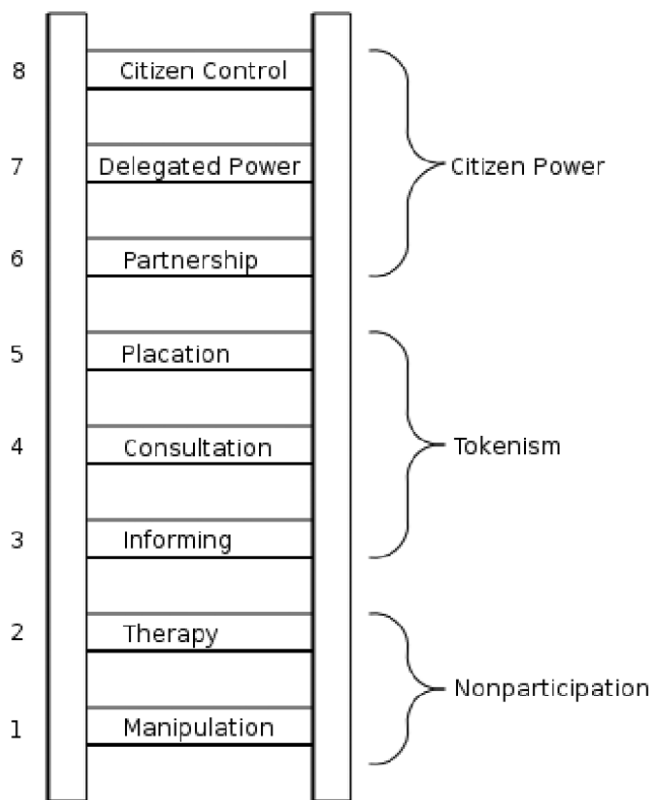 8 Citizen Control
7 Delegated Power
Citizen Power
6 Partnership
5 Placation
4 Consultation
Tokenism
3 Informing
2 Therapy
Nonparticipation
1 Manipulation